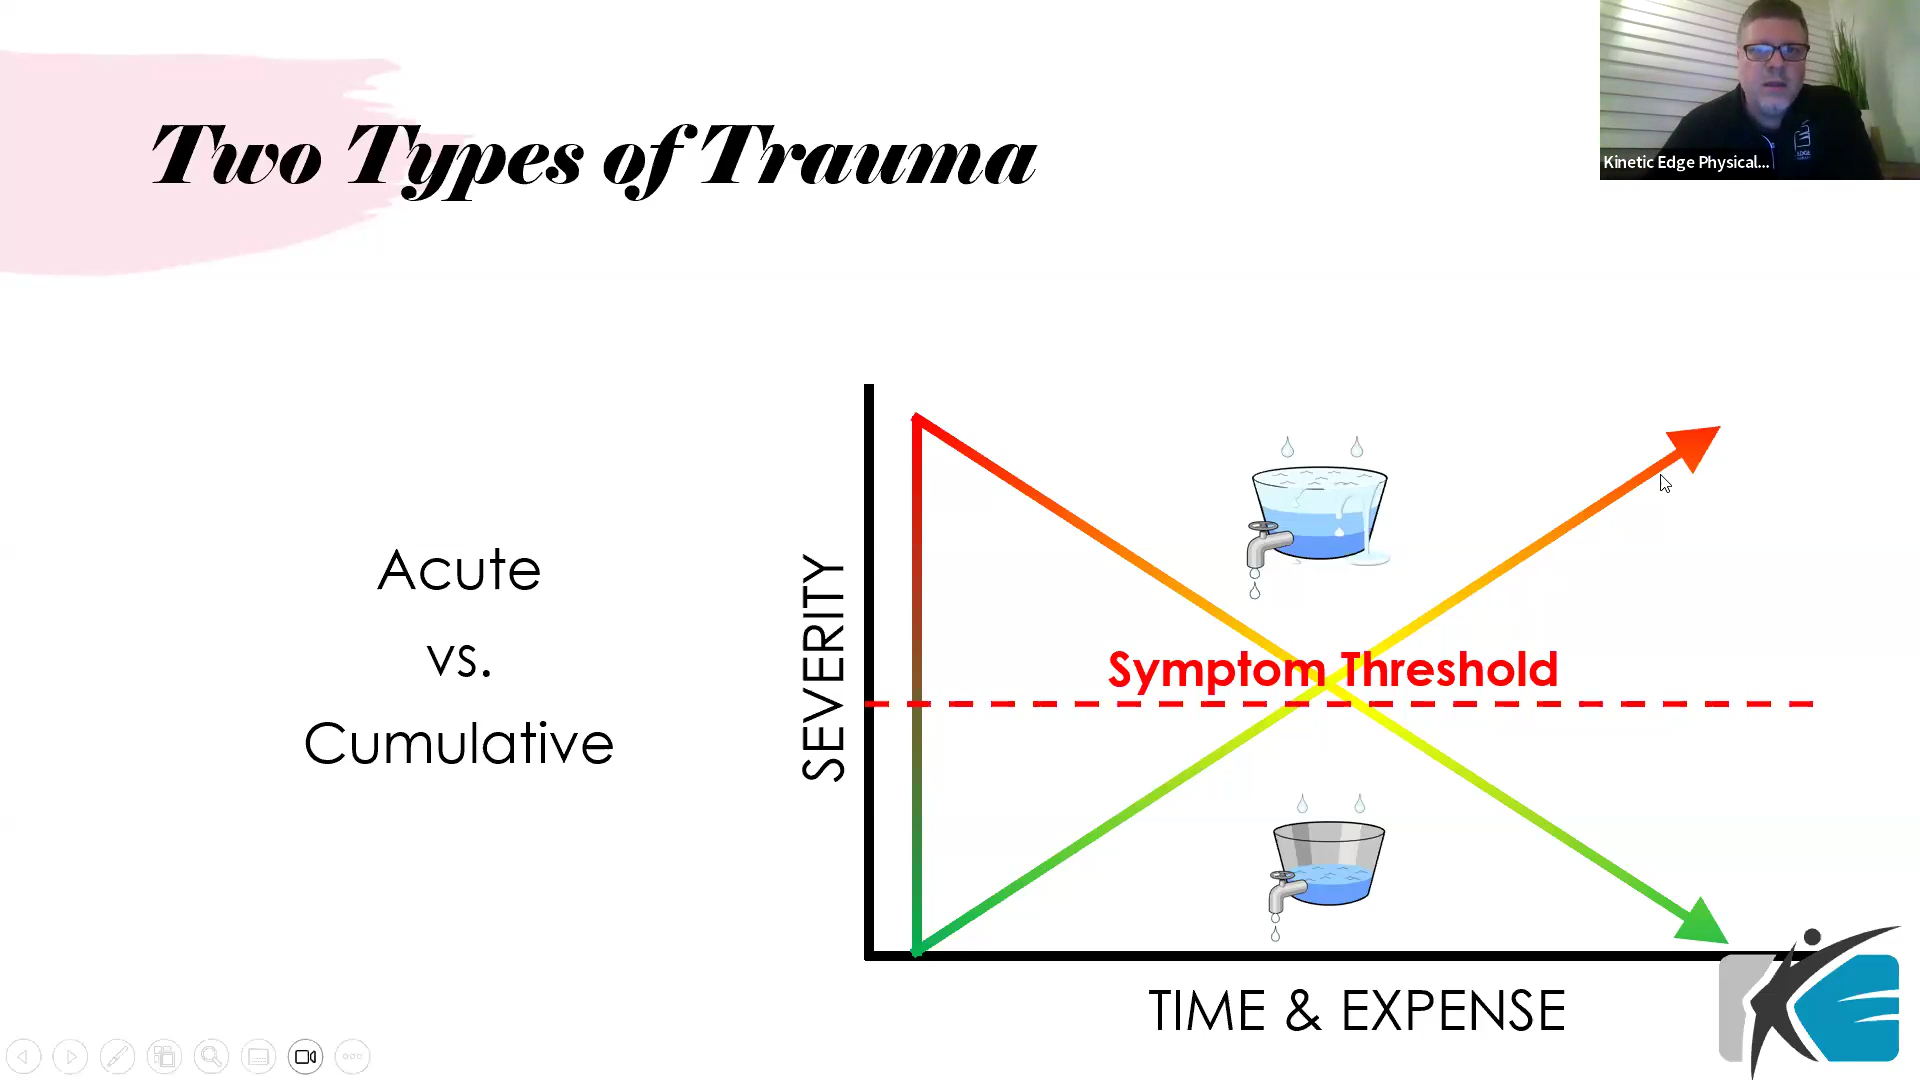 Two Types of Trauma
Kinetic Edge Physical...
Acute
vs.
Cumulative
SEVERITY
Symptom Threshold
TIME & EXPENSE